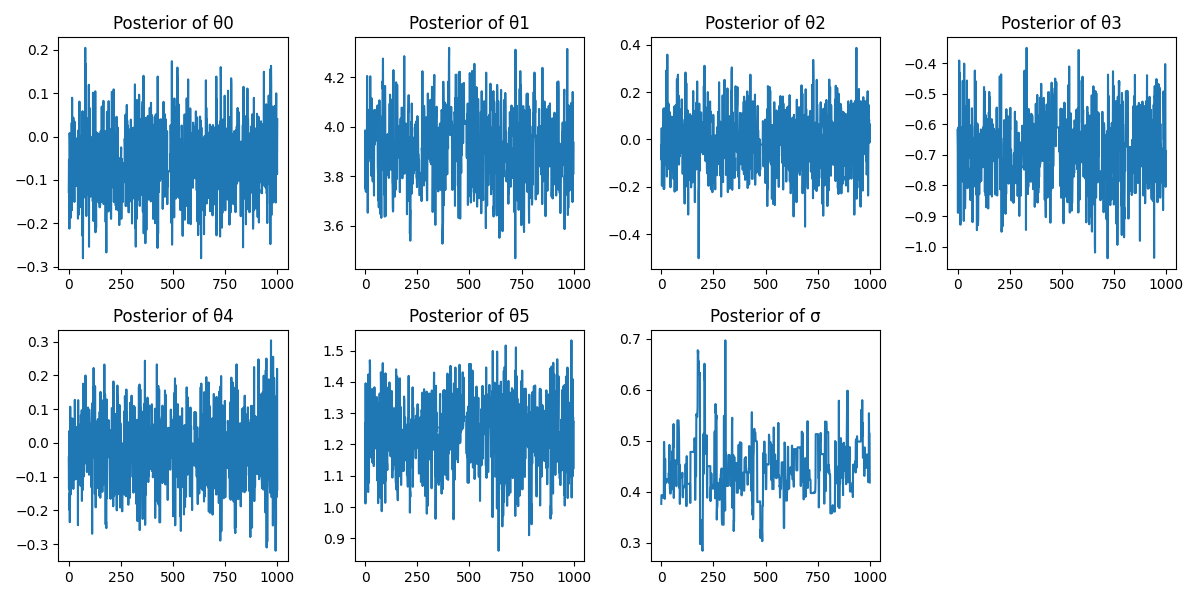 Posterior of θ0
0.2
0.1
0.0
−0.1
−0.2
−0.3
0 250 500 750 1000
Posterior of θ1
4.2
4.0
3.8
3.6
0 250 500 750 1000
Posterior of θ2
0.4
0.2
0.0
−0.2
−0.4
0 250 500 750 1000
Posterior of θ3
−0.4
−0.5
−0.6
−0.7
−0.8
−0.9
−1.0
0 250 500 750 1000
Posterior of θ4
0.3
0.2
0.1
0.0
−0.1
−0.2
−0.3
0 250 500 750 1000
Posterior of θ5
1.5
1.4
1.3
1.2
1.1
1.0
0.9
0 250 500 750 1000
Posterior of σ
0.7
0.6
0.5
0.4
0.3
0 250 500 750 1000